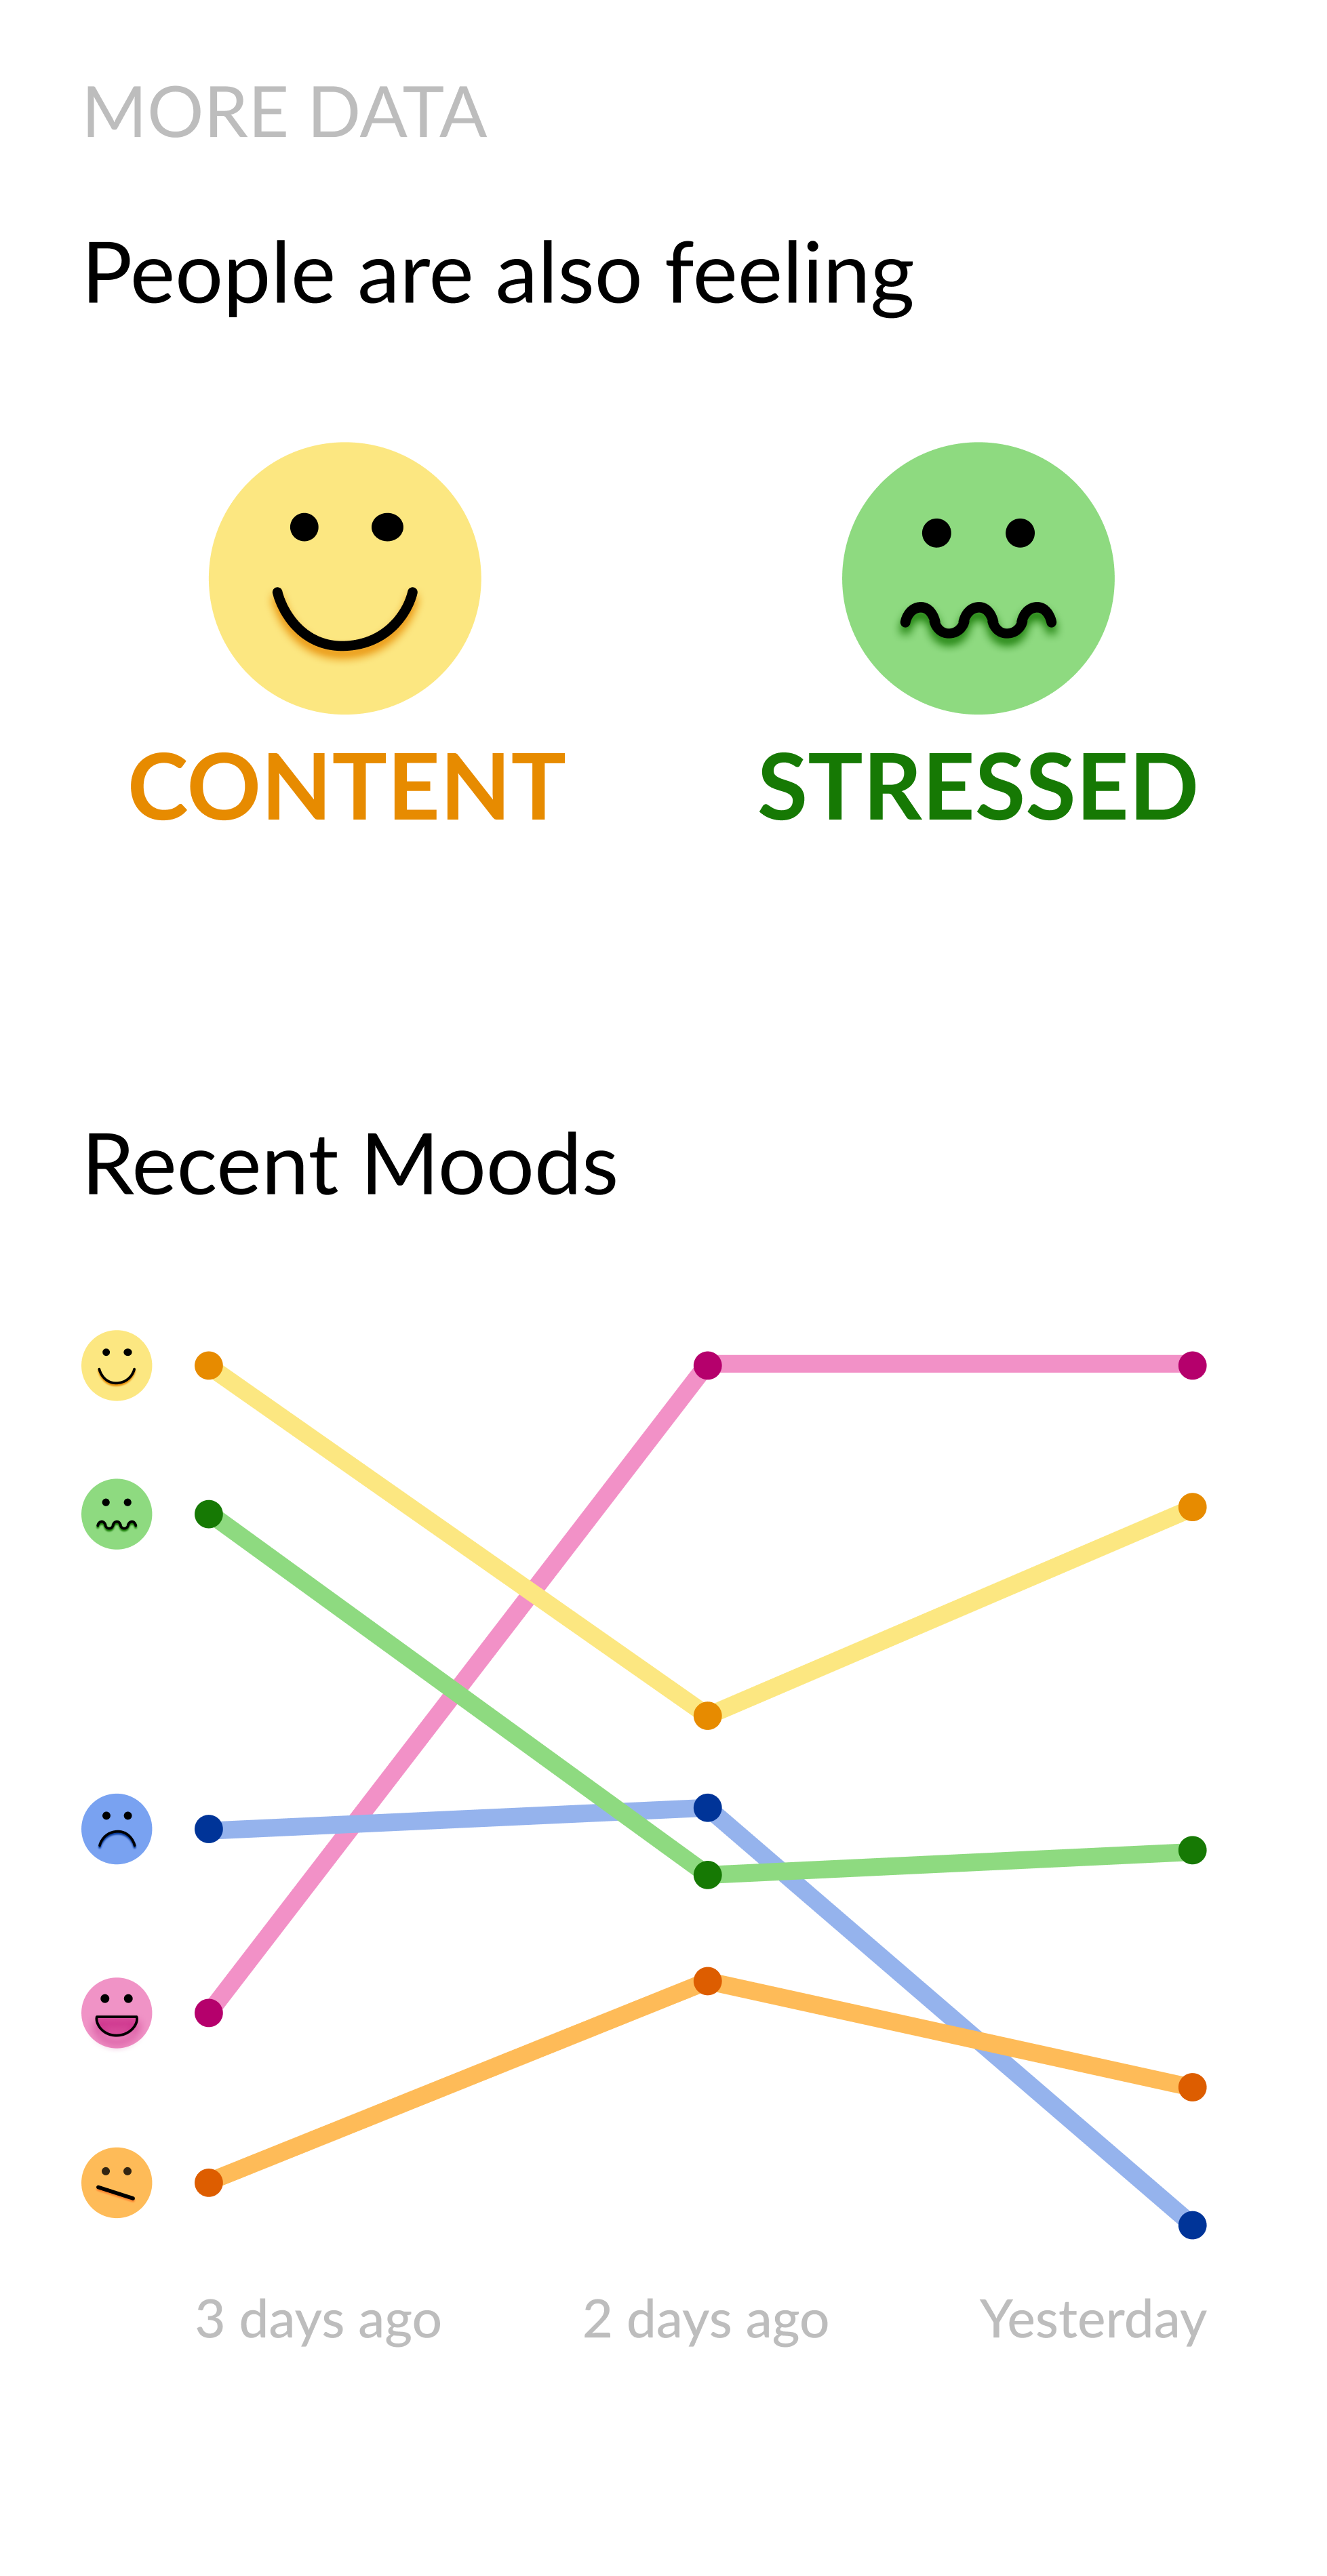 MORE DATA
People are also feeling
CONTENT
STRESSED
Recent Moods
3 days ago
2 days ago
Yesterday